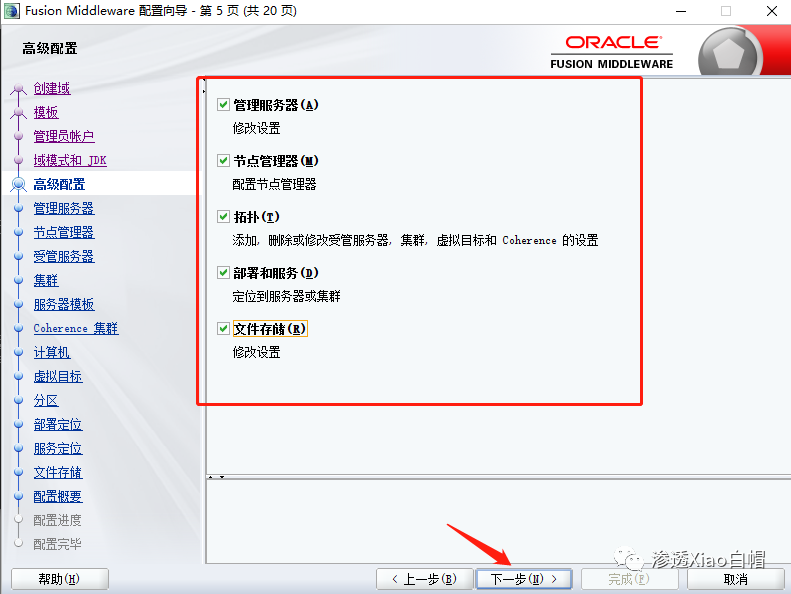 Fusion Middleware 配置向导 - 第 5 页 (共 20 页)
高级配置
ORACLE
FUSION MIDDLEWARE
创建域
模板
管理员帐户
域模式和 JDK
高级配置
管理服务器
节点管理器
受管服务器
集群
服务器模板
Coherence 集群
计算机
虚拟目标
分区
部署定位
服务定位
文件存储
配置概要
配置进度
配置完毕
管理服务器(A)
修改设置
节点管理器(M)
配置节点管理器
拓扑(T)
添加, 删除或修改受管服务器, 集群, 虚拟目标和 Coherence 的设置
部署和服务(D)
定位到服务器或集群
文件存储(R)
修改设置
渗透Xiao白帽
帮助(H)
< 上一步(B)
下一步(N) >
完成(F)
取消